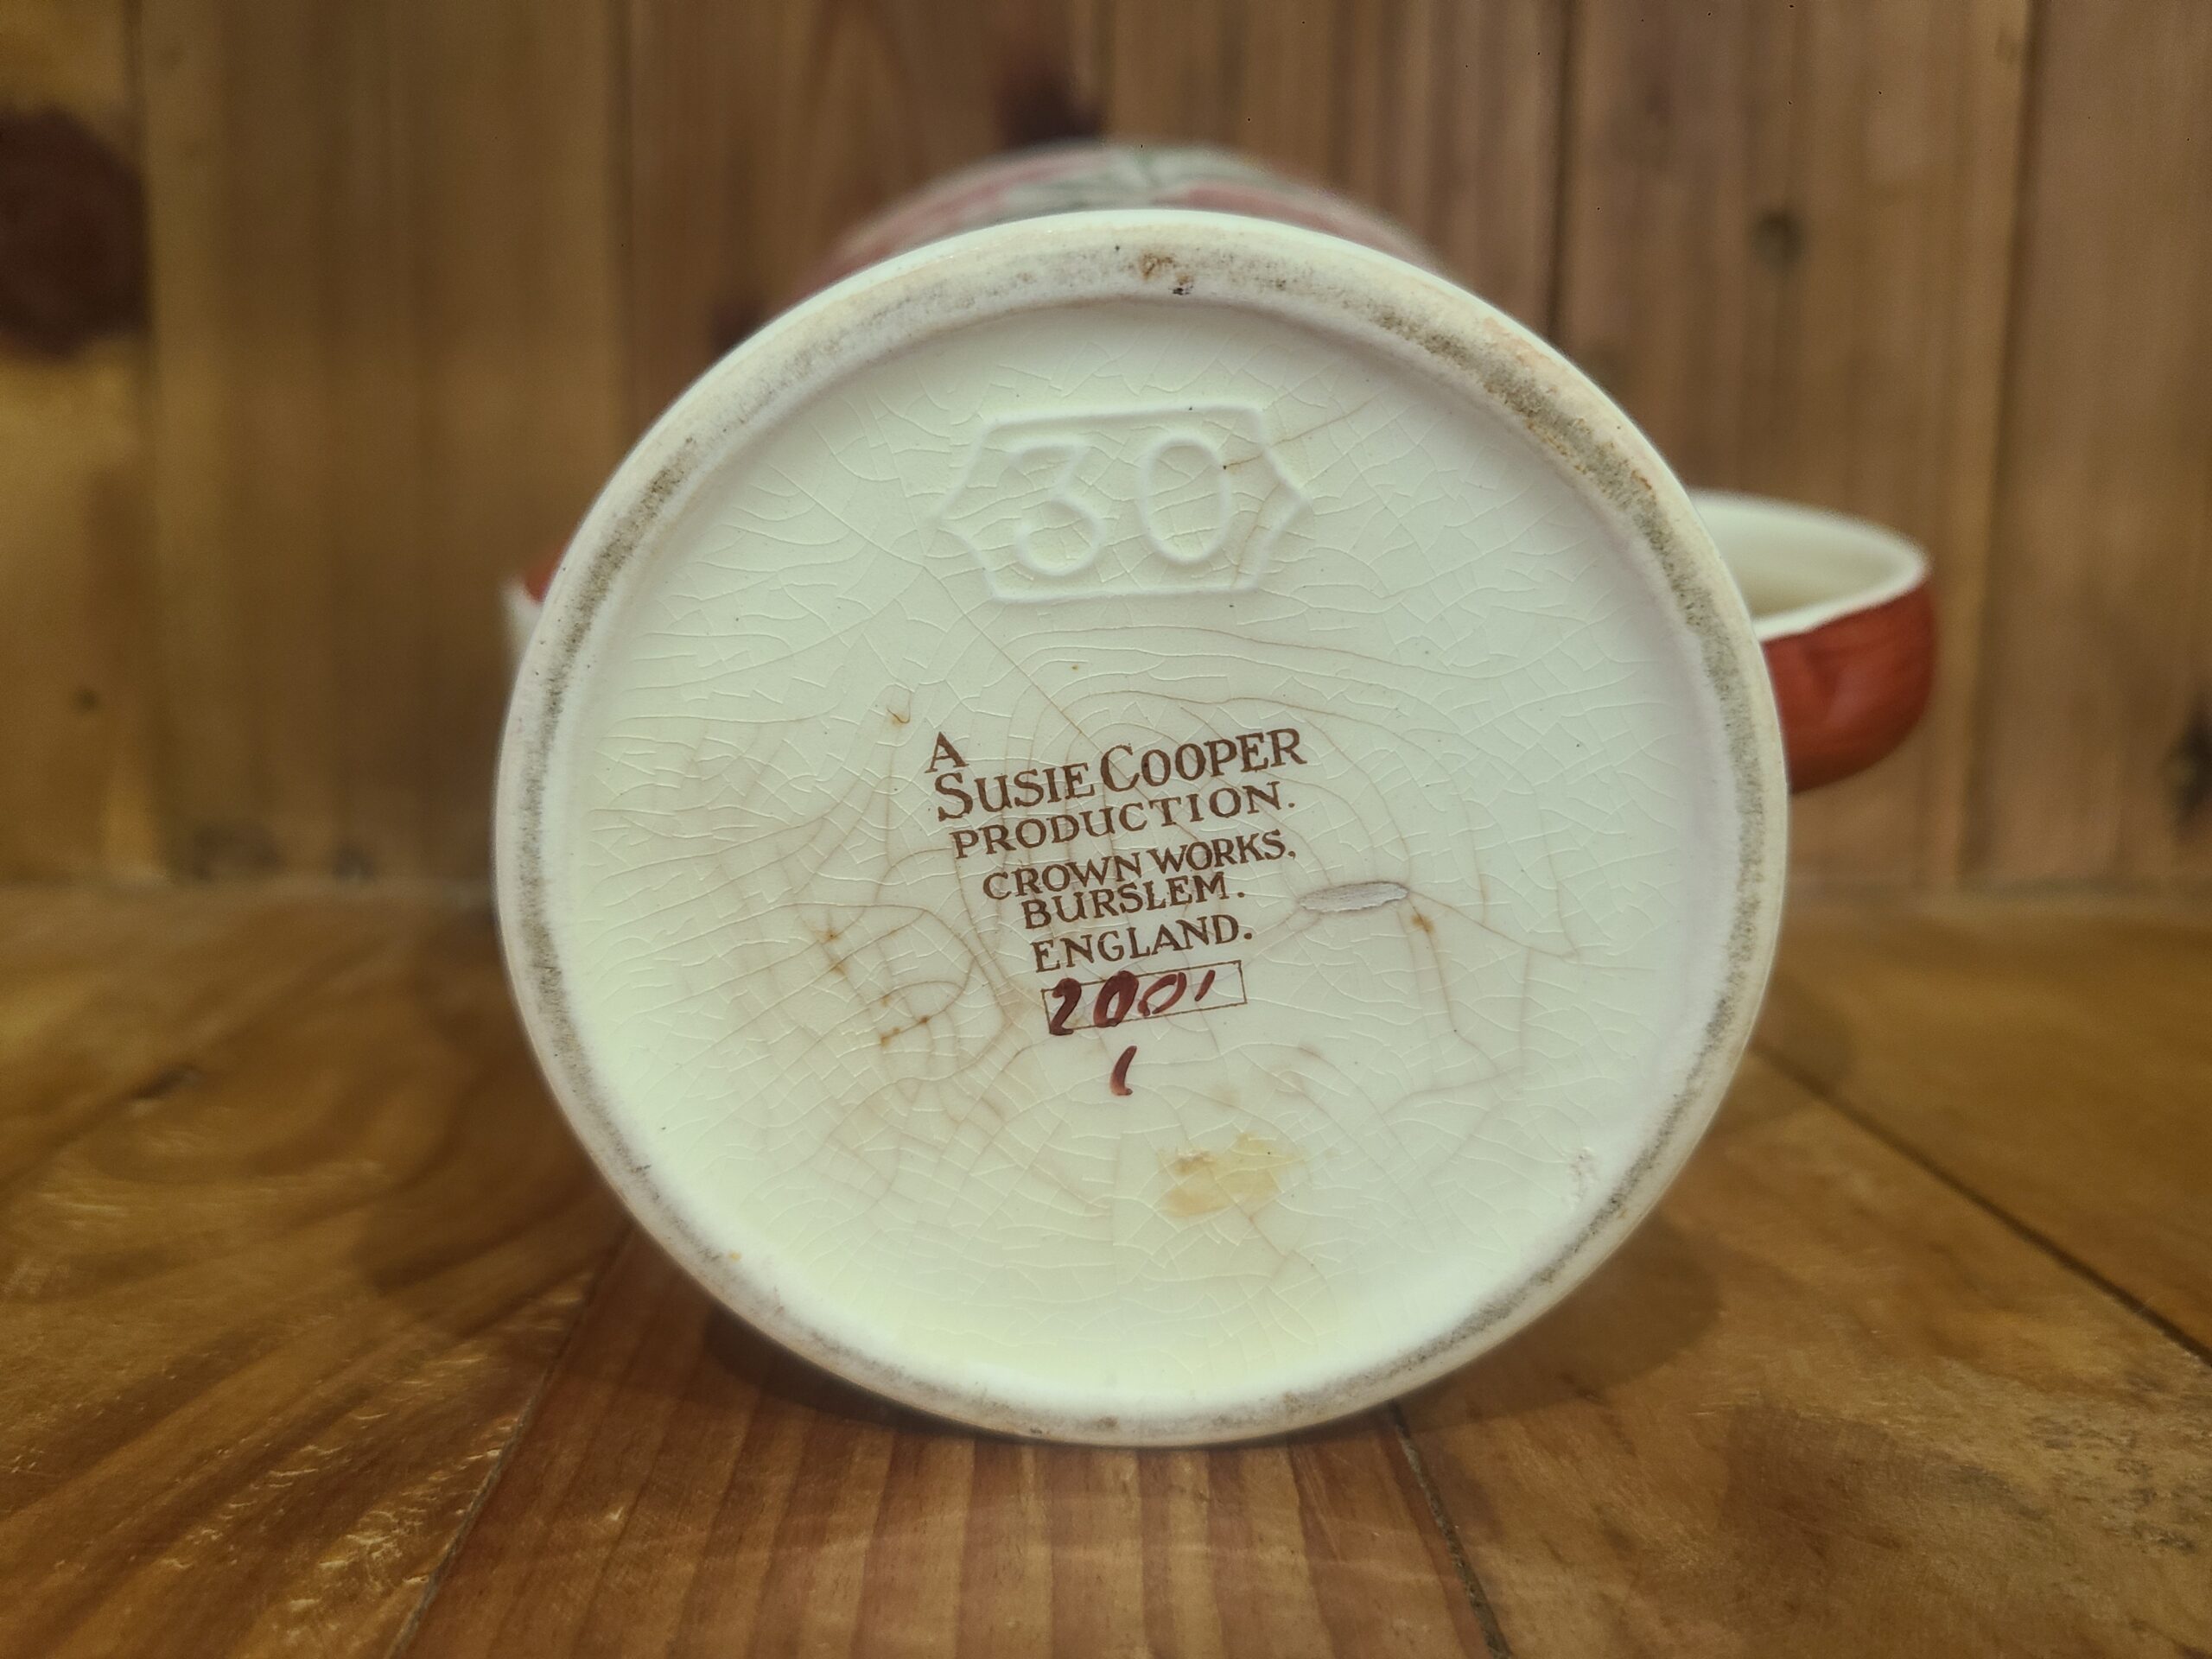 30
A
SUSIE COOPER
PRODUCTION.
CROWN WORKS.
BURSLEM.
ENGLAND.
2001
1